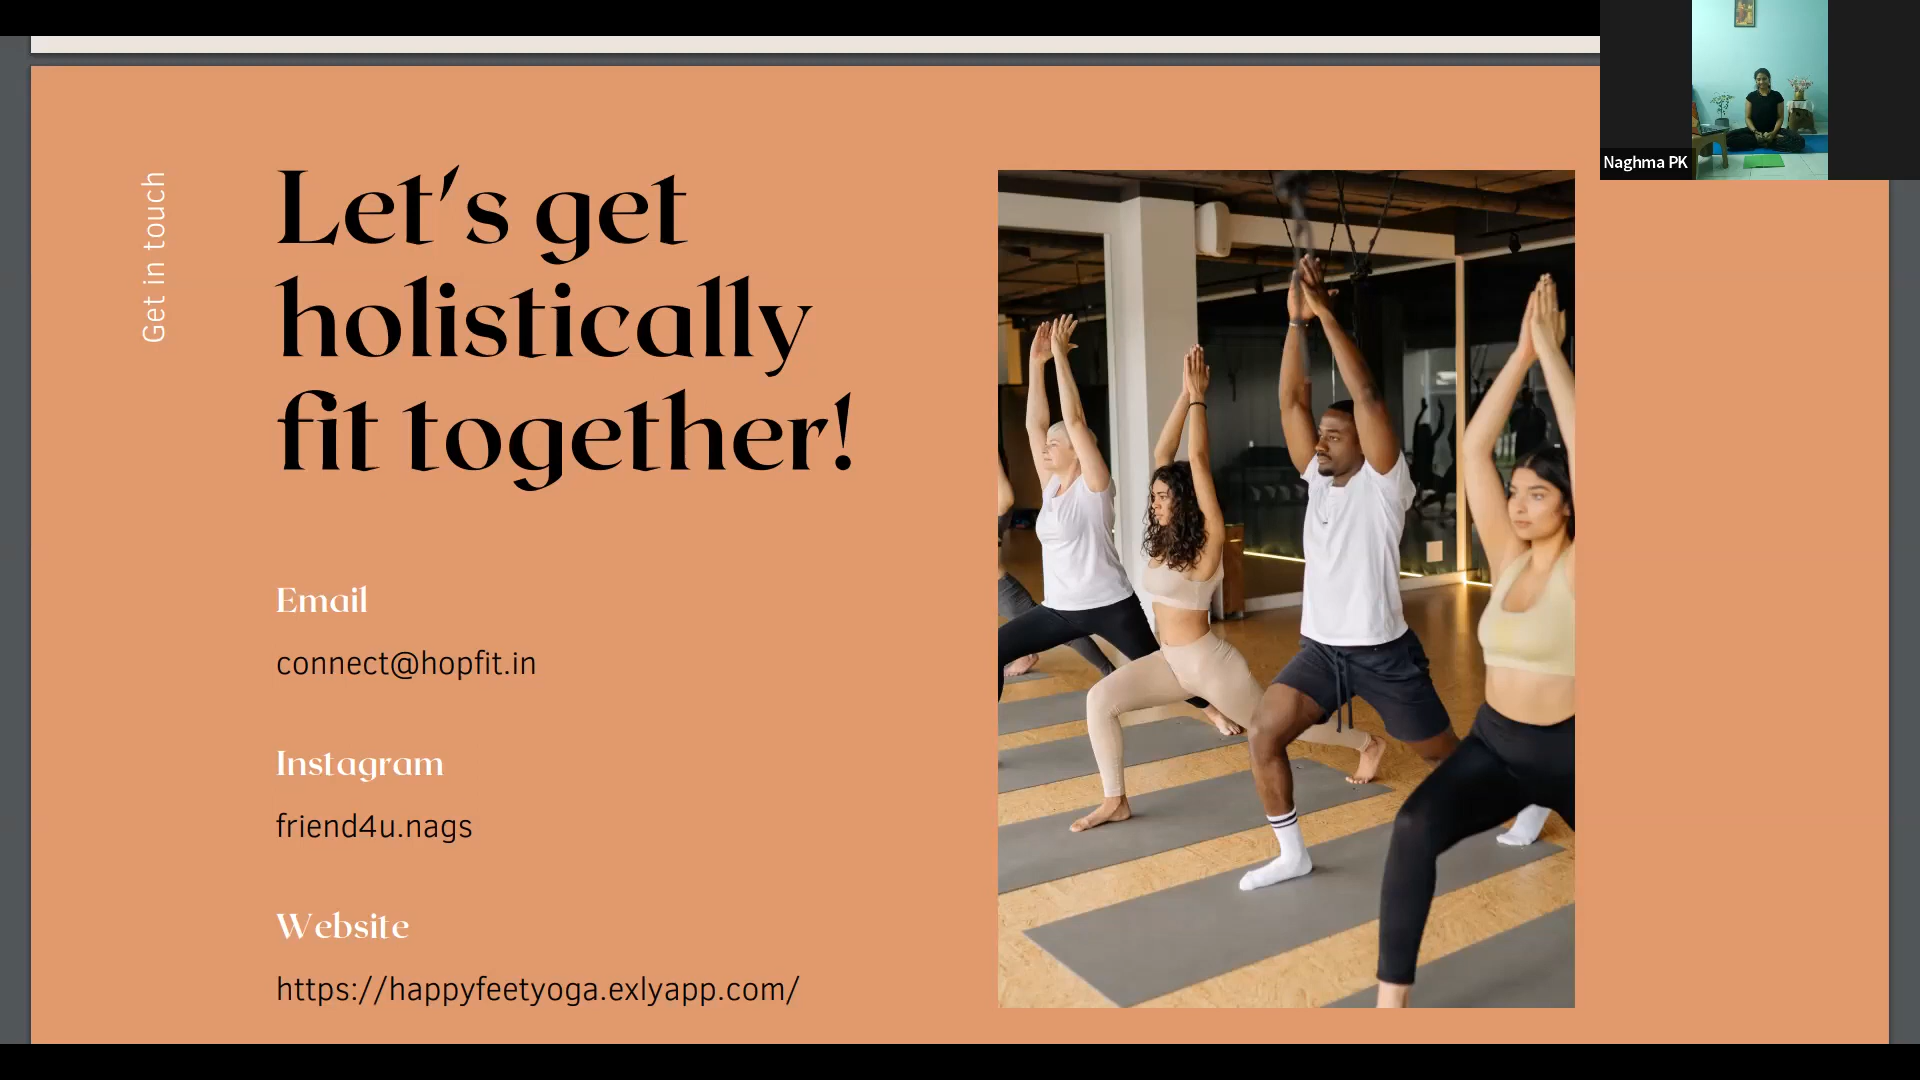 Get in touch
Let's get
holistically
fit together!
Email
connect@hopfit.in
Instagram
friend4u.nags
Website
https://happyfeetyoga.exlyapp.com/
Naghma PK